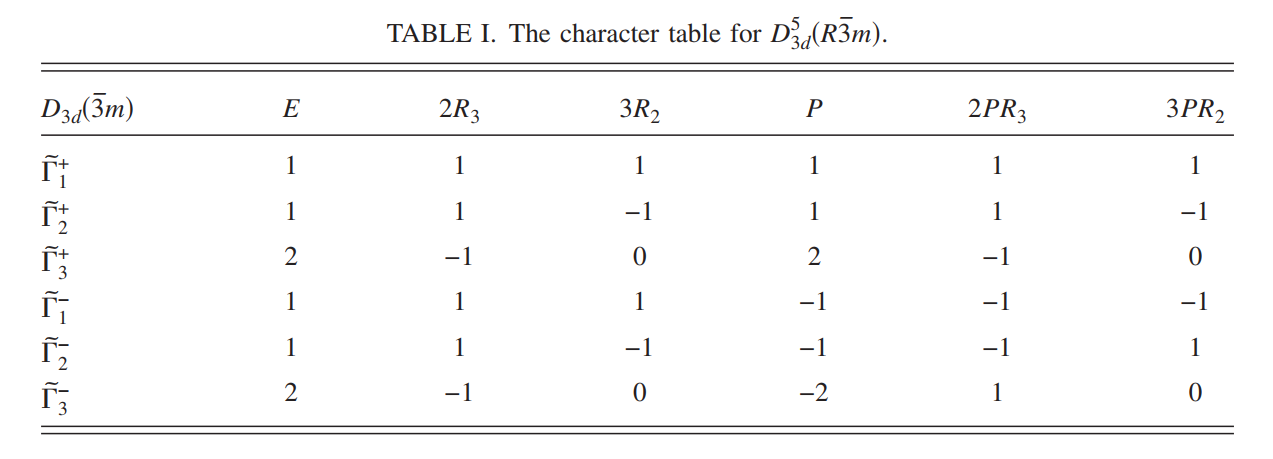 TABLE I. The character table for $D_{3d}^{5}(R\bar{3}m)$.
$D_{3d}(\bar{3}m)$ $E$ $2R_3$ $3R_2$ $P$ $2PR_3$ $3PR_2$
$\tilde{\Gamma}_1^+$ 1 1 1 1 1 1
$\tilde{\Gamma}_2^+$ 1 1 −1 1 1 −1
$\tilde{\Gamma}_3^+$ 2 −1 0 2 −1 0
$\tilde{\Gamma}_1^-$ 1 1 1 −1 −1 −1
$\tilde{\Gamma}_2^-$ 1 1 −1 −1 −1 1
$\tilde{\Gamma}_3^-$ 2 −1 0 −2 1 0